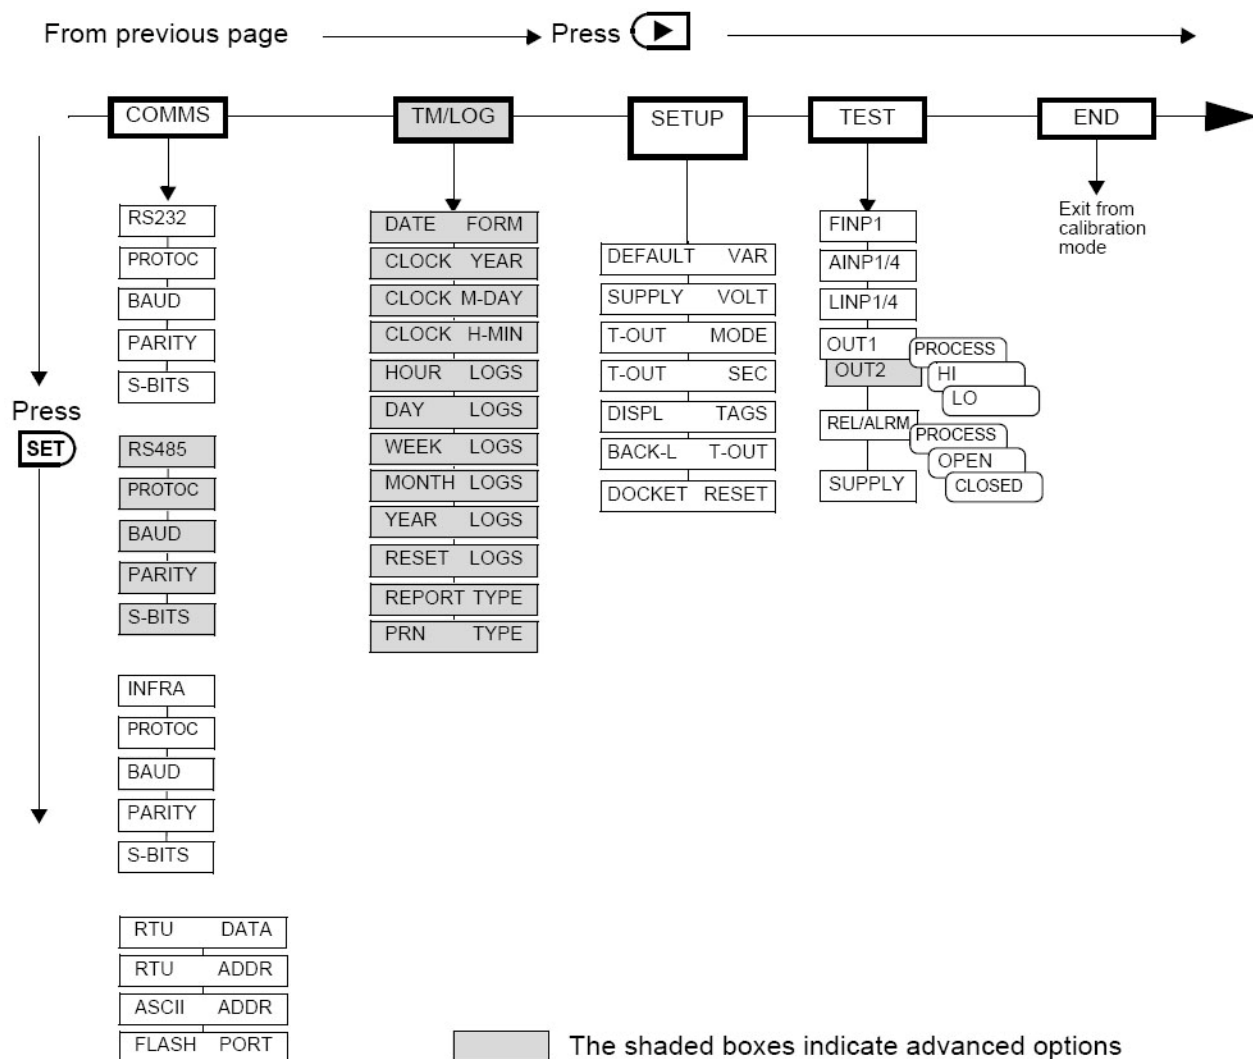 From previous page
Press
COMMS
TM/LOG
SETUP
TEST
END
Press
SET
RS232
PROTOC
BAUD
PARITY
S-BITS
RS485
PROTOC
BAUD
PARITY
S-BITS
INFRA
PROTOC
BAUD
PARITY
S-BITS
RTU DATA
RTU ADDR
ASCII ADDR
FLASH PORT
DATE FORM
CLOCK YEAR
CLOCK M-DAY
CLOCK H-MIN
HOUR LOGS
DAY LOGS
WEEK LOGS
MONTH LOGS
YEAR LOGS
RESET LOGS
REPORT TYPE
PRN TYPE
DEFAULT VAR
SUPPLY VOLT
T-OUT MODE
T-OUT SEC
DISPL TAGS
BACK-L T-OUT
DOCKET RESET
FINP1
AINP1/4
LINP1/4
OUT1
OUT2
PROCESS
HI
LO
REL/ALRM
PROCESS
OPEN
CLOSED
SUPPLY
Exit from
calibration
mode
The shaded boxes indicate advanced options